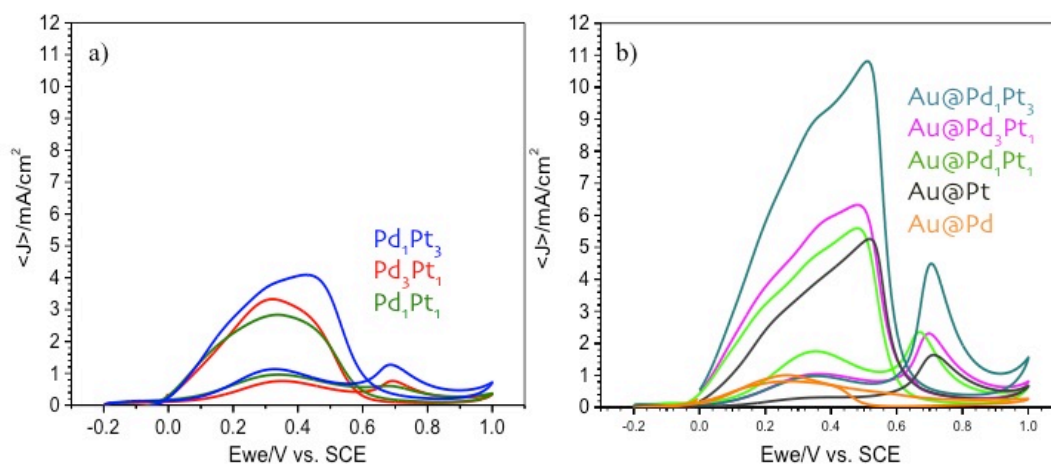 a)
<J>/mA/cm²
12
11
10
9
8
7
6
5
4
3
2
1
0
Pd₁Pt₃
Pd₃Pt₁
Pd₁Pt₁
-0.2 0.0 0.2 0.4 0.6 0.8 1.0
Ewe/V vs. SCE
b)
<J>/mA/cm²
12
11
10
9
8
7
6
5
4
3
2
1
0
Au@Pd₁Pt₃
Au@Pd₃Pt₁
Au@Pd₁Pt₁
Au@Pt
Au@Pd
-0.2 0.0 0.2 0.4 0.6 0.8 1.0
Ewe/V vs. SCE